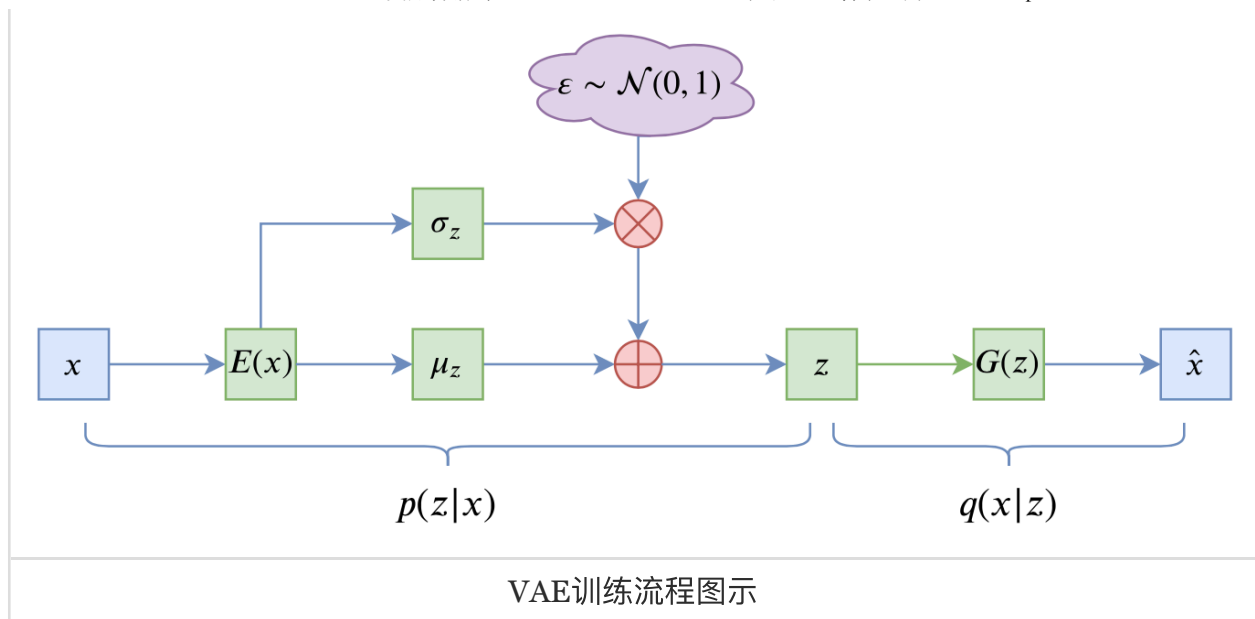 ε ~ 𝒩(0, 1)
σ_z
x E(x) μ_z z G(z) x̂
p(z|x) q(x|z)
VAE训练流程图示